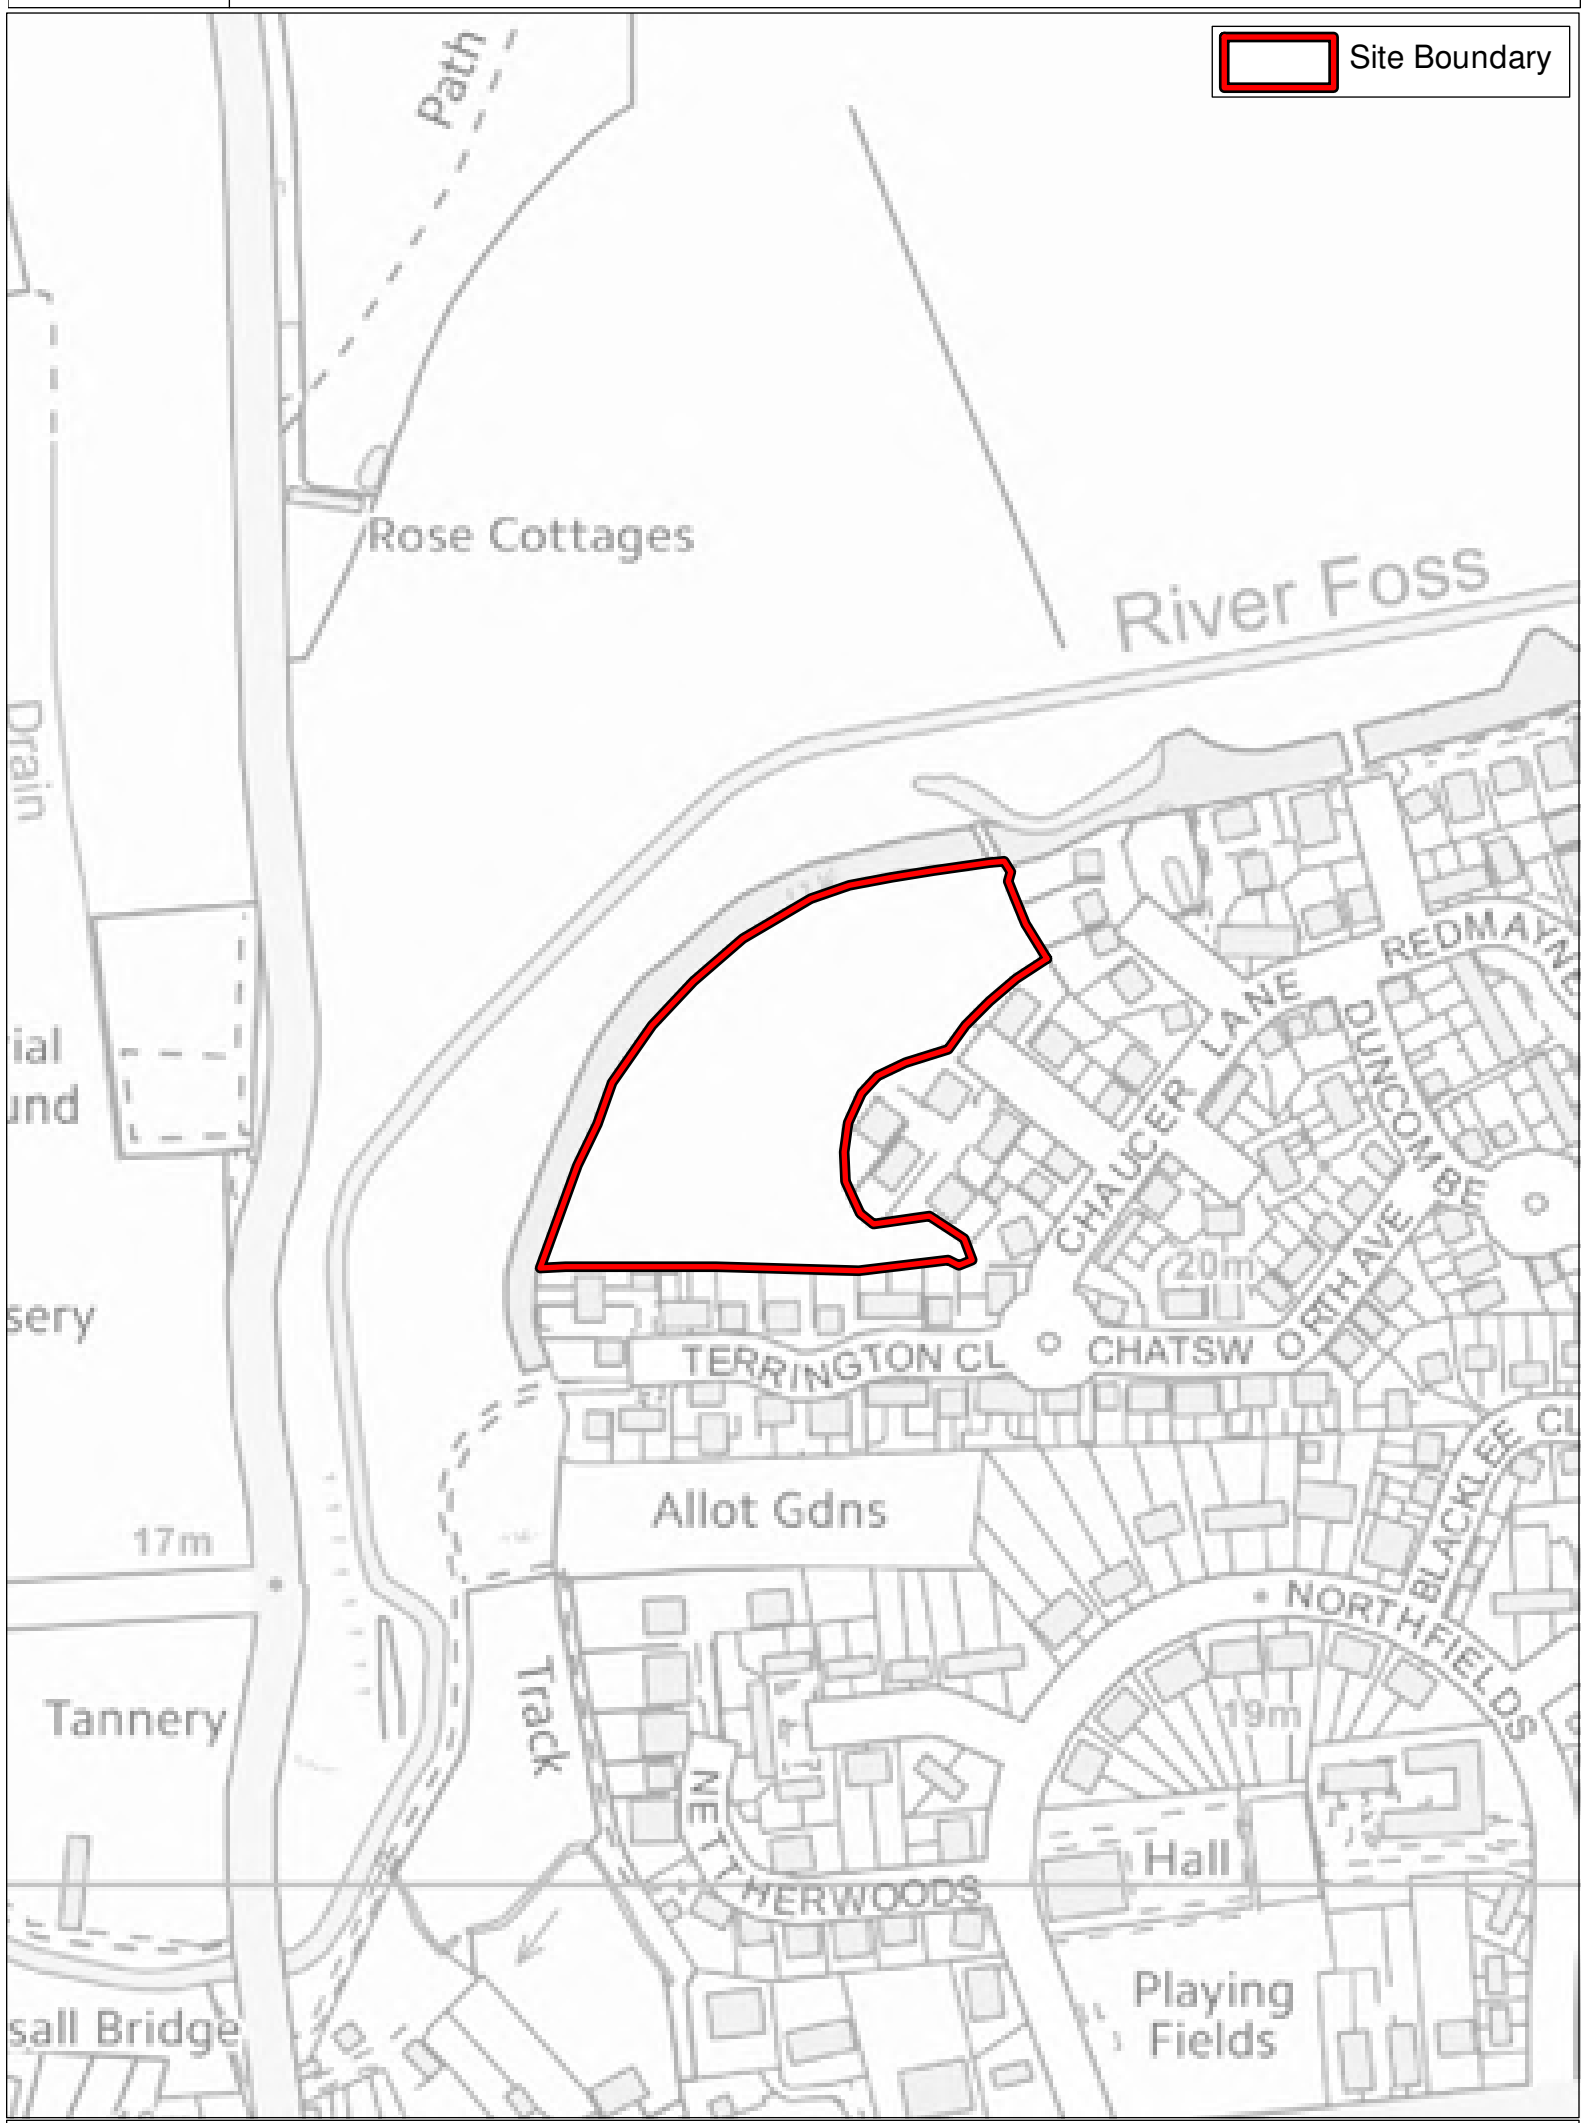 Site Boundary
Path
Rose Cottages
River Foss
Drain
REDMAYNE
LANE
DUNCOMBE
ial
und
CHAUCER
20m
sery
ORTH AVE
TERRINGTON CL
CHATSW
CL
BLACKLEE
Allot Gdns
17m
NORTHFIELDS
Track
Tannery
19m
NETHERWOODS
Hall
Playing
Fields
sall Bridge